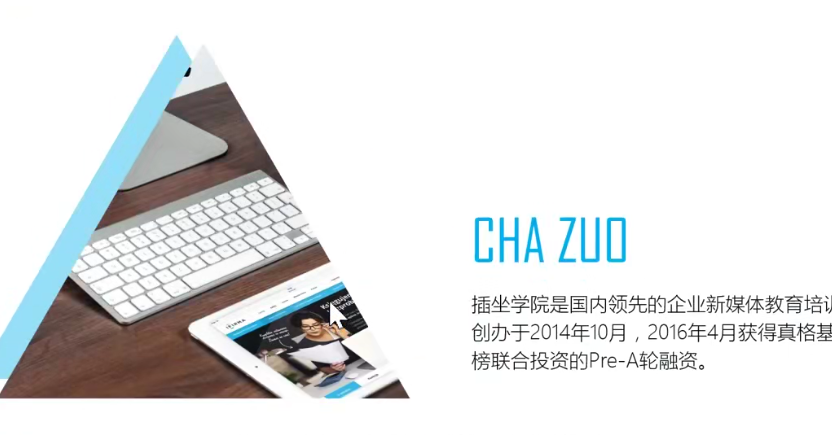 CHA ZUO
插坐学院是国内领先的企业新媒体教育培训
创办于2014年10月，2016年4月获得真格基
榜联合投资的Pre-A轮融资。